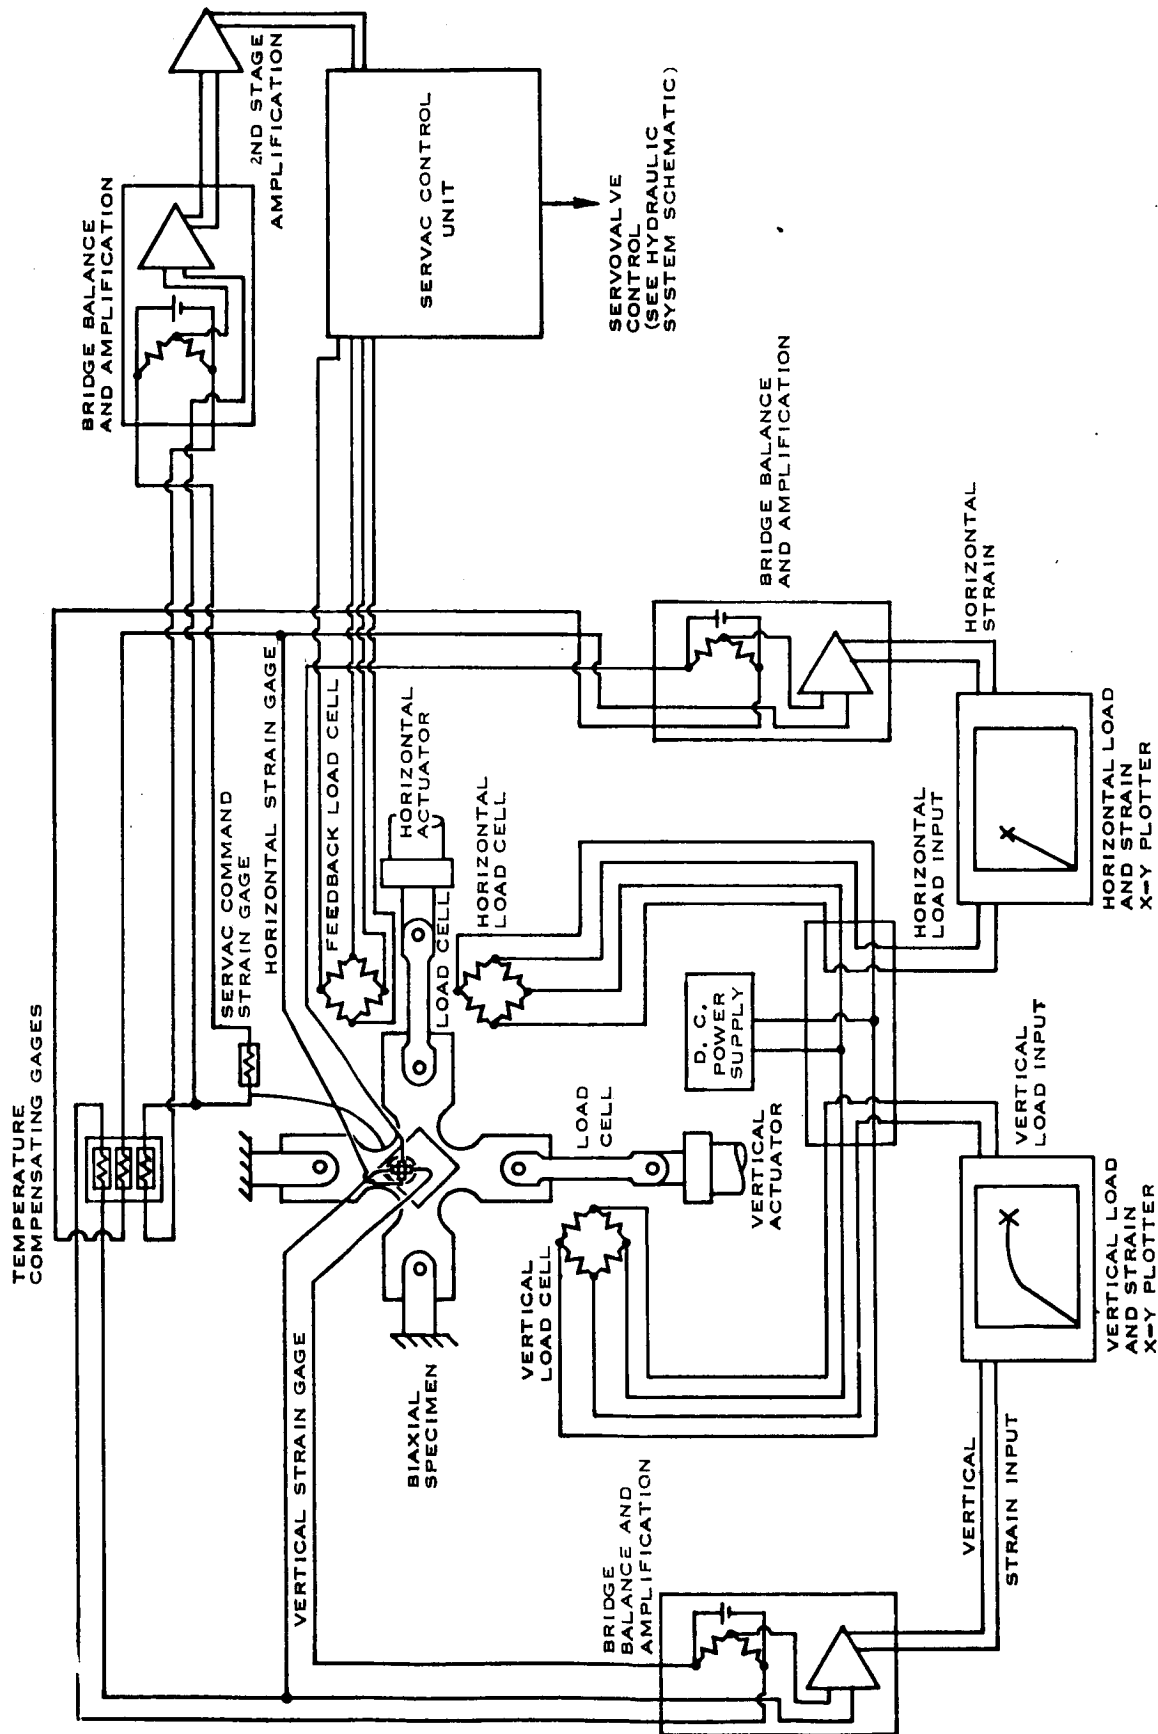 BRIDGE BALANCE
AND AMPLIFICATION
2ND STAGE
AMPLIFICATION
SERVAC CONTROL
UNIT
SERVOVALVE
CONTROL
(SEE HYDRAULIC
SYSTEM SCHEMATIC)
TEMPERATURE
COMPENSATING GAGES
SERVAC COMMAND
STRAIN GAGE
HORIZONTAL STRAIN GAGE
FEEDBACK LOAD CELL
HORIZONTAL
ACTUATOR
LOAD CELL
HORIZONTAL
LOAD CELL
BRIDGE BALANCE
AND AMPLIFICATION
HORIZONTAL
STRAIN
HORIZONTAL
LOAD INPUT
HORIZONTAL LOAD
AND STRAIN
X-Y PLOTTER
D. C.
POWER
SUPPLY
LOAD
CELL
VERTICAL
ACTUATOR
VERTICAL
LOAD INPUT
VERTICAL LOAD
AND STRAIN
X-Y PLOTTER
VERTICAL
LOAD CELL
BIAXIAL
SPECIMEN
VERTICAL STRAIN GAGE
BRIDGE
BALANCE AND
AMPLIFICATION
VERTICAL
STRAIN INPUT